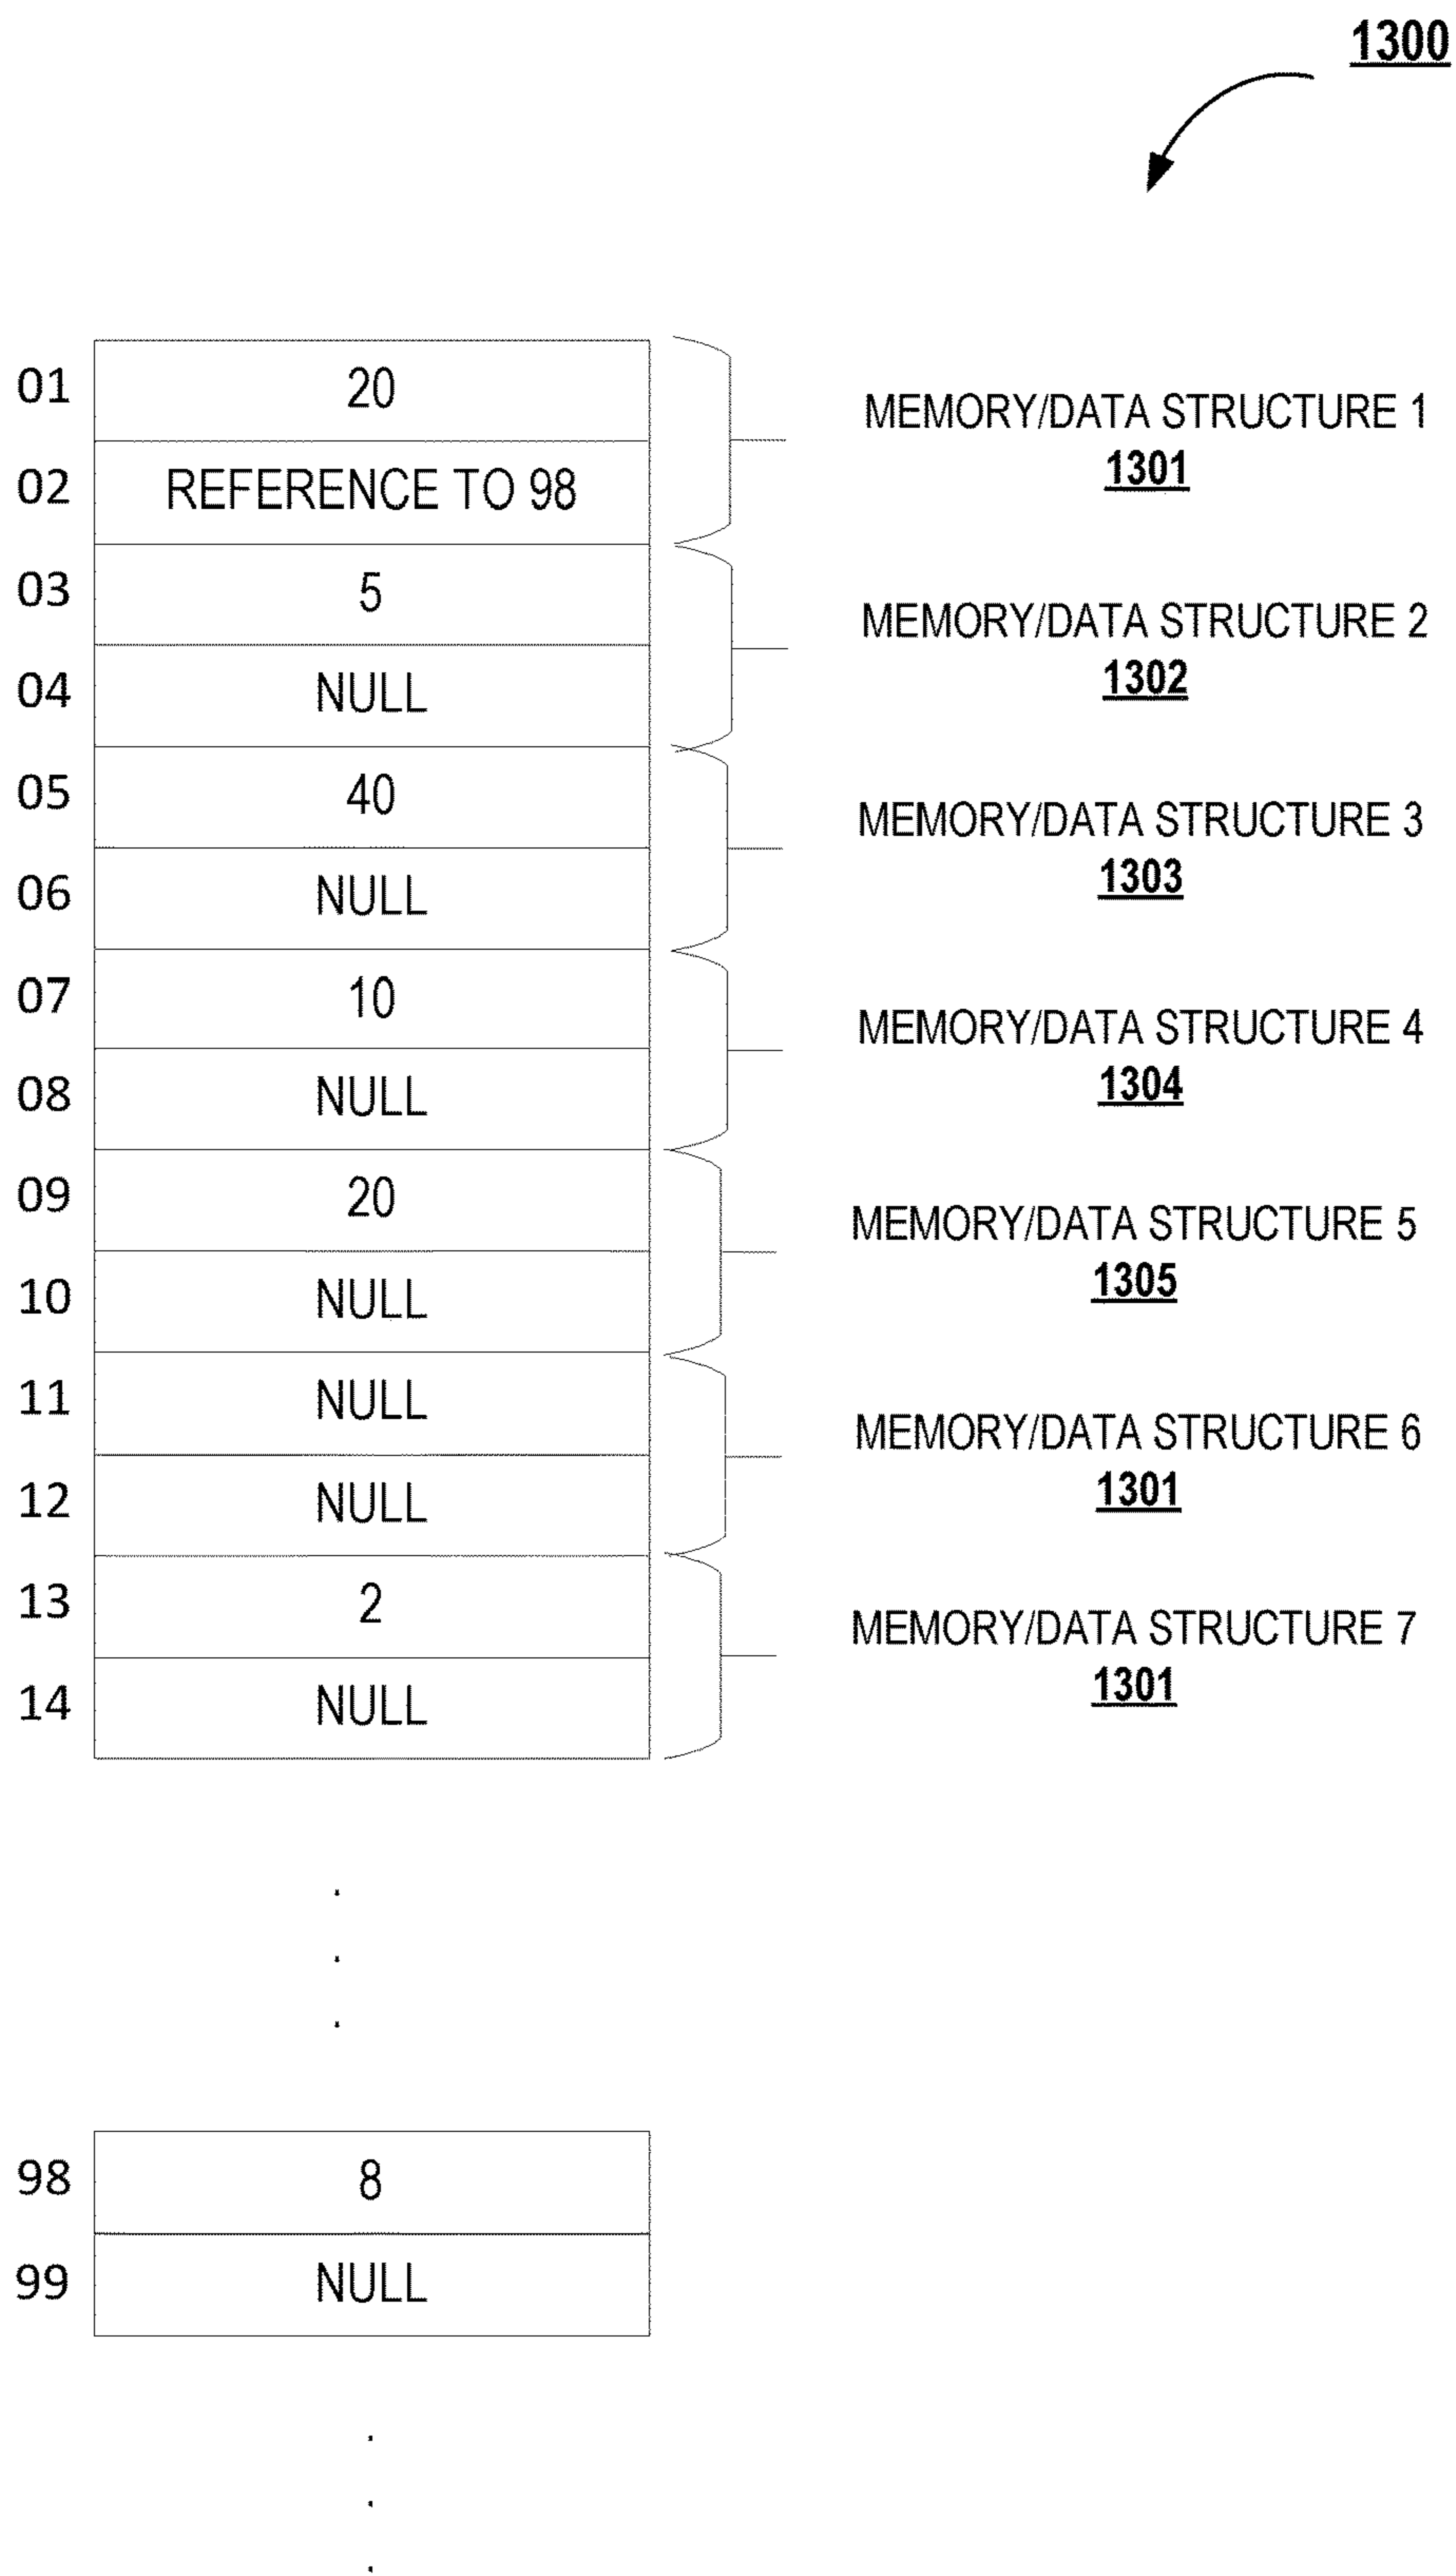 1300
01 20
MEMORY/DATA STRUCTURE 1
1301
02 REFERENCE TO 98
03 5
MEMORY/DATA STRUCTURE 2
1302
04 NULL
05 40
MEMORY/DATA STRUCTURE 3
1303
06 NULL
07 10
MEMORY/DATA STRUCTURE 4
1304
08 NULL
09 20
MEMORY/DATA STRUCTURE 5
1305
10 NULL
11 NULL
MEMORY/DATA STRUCTURE 6
1301
12 NULL
13 2
MEMORY/DATA STRUCTURE 7
1301
14 NULL
98 8
99 NULL